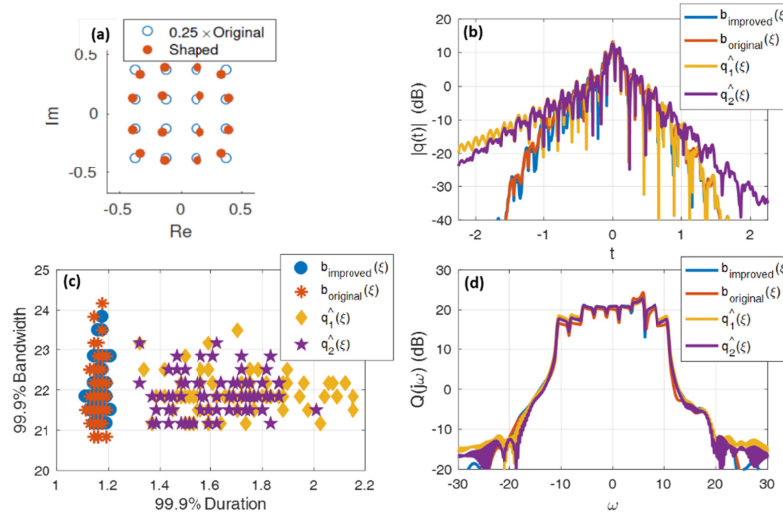 (a)
0.25 × Original
Shaped
0.5
0
-0.5
Im
-0.5
0
0.5
Re
(b)
b_improved(ξ)
b_original(ξ)
q̂_1(ξ)
q̂_2(ξ)
20
10
0
-10
-20
-30
-40
|q(t)| (dB)
-2
-1
0
1
2
t
(c)
b_improved(ξ)
b_original(ξ)
q̂_1(ξ)
q̂_2(ξ)
25
24
23
22
21
20
99.9% Bandwidth
1
1.2
1.4
1.6
1.8
2
2.2
99.9% Duration
(d)
b_improved(ξ)
b_original(ξ)
q̂_1(ξ)
q̂_2(ξ)
40
30
20
10
0
-10
20
Q(jω) (dB)
-30
-20
-10
0
10
20
30
ω